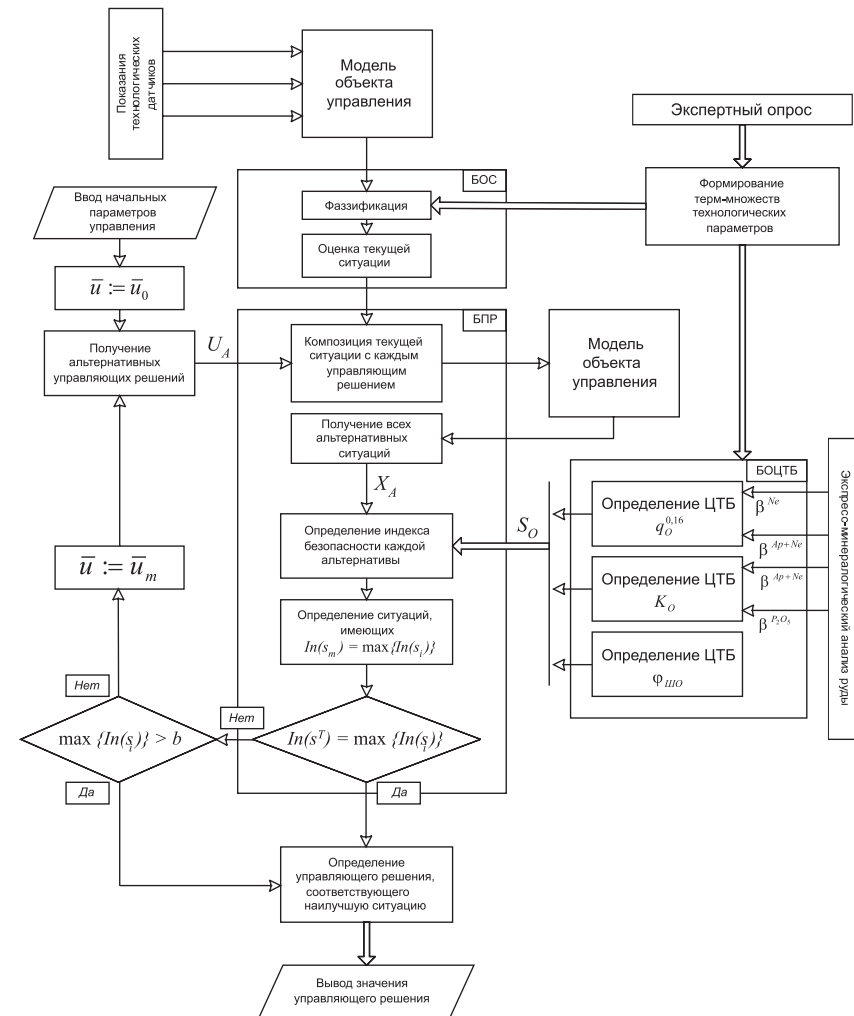 Показания
технологических
датчиков
Модель
объекта
управления
Экспертный опрос
БОС
Фаззификация
Формирование
терм-множеств
технологических
параметров
Ввод начальных
параметров
управления
Оценка текущей
ситуации
u̅ := u̅₀
БПР
Получение
альтернативных
управляющих решений
U_A
Композиция текущей
ситуации с каждым
управляющим
решением
Модель
объекта
управления
Получение всех
альтернативных
ситуаций
X_A
БОЦТБ
Определение ЦТБ
q_O^{0,16}
β^{Ne}
β^{Ap+Ne}
Определение ЦТБ
K_O
β^{Ap+Ne}
β^{P₂O₅}
Определение ЦТБ
φ_{ШО}
Экспрессо-минералогический анализ руды
S_O
Определение индекса
безопасности каждой
альтернативы
u̅ := u̅_m
Определение ситуаций,
имеющих
In(s_m) = max{In(s_i)}
Нет
Нет
max {In(s_i)} > b
In(s^T) = max {In(s_i)}
Да
Да
Определение
управляющего решения,
соответствующего
наилучшую ситуацию
Вывод значения
управляющего решения